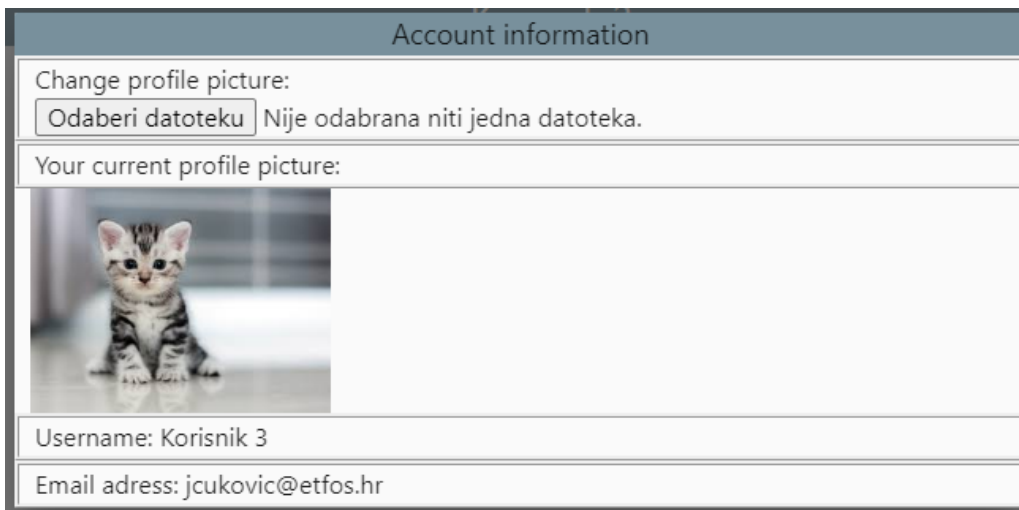 Account information
Change profile picture:
Odaberi datoteku Nije odabrana niti jedna datoteka.
Your current profile picture:
Username: Korisnik 3
Email adress: jcukovic@etfos.hr